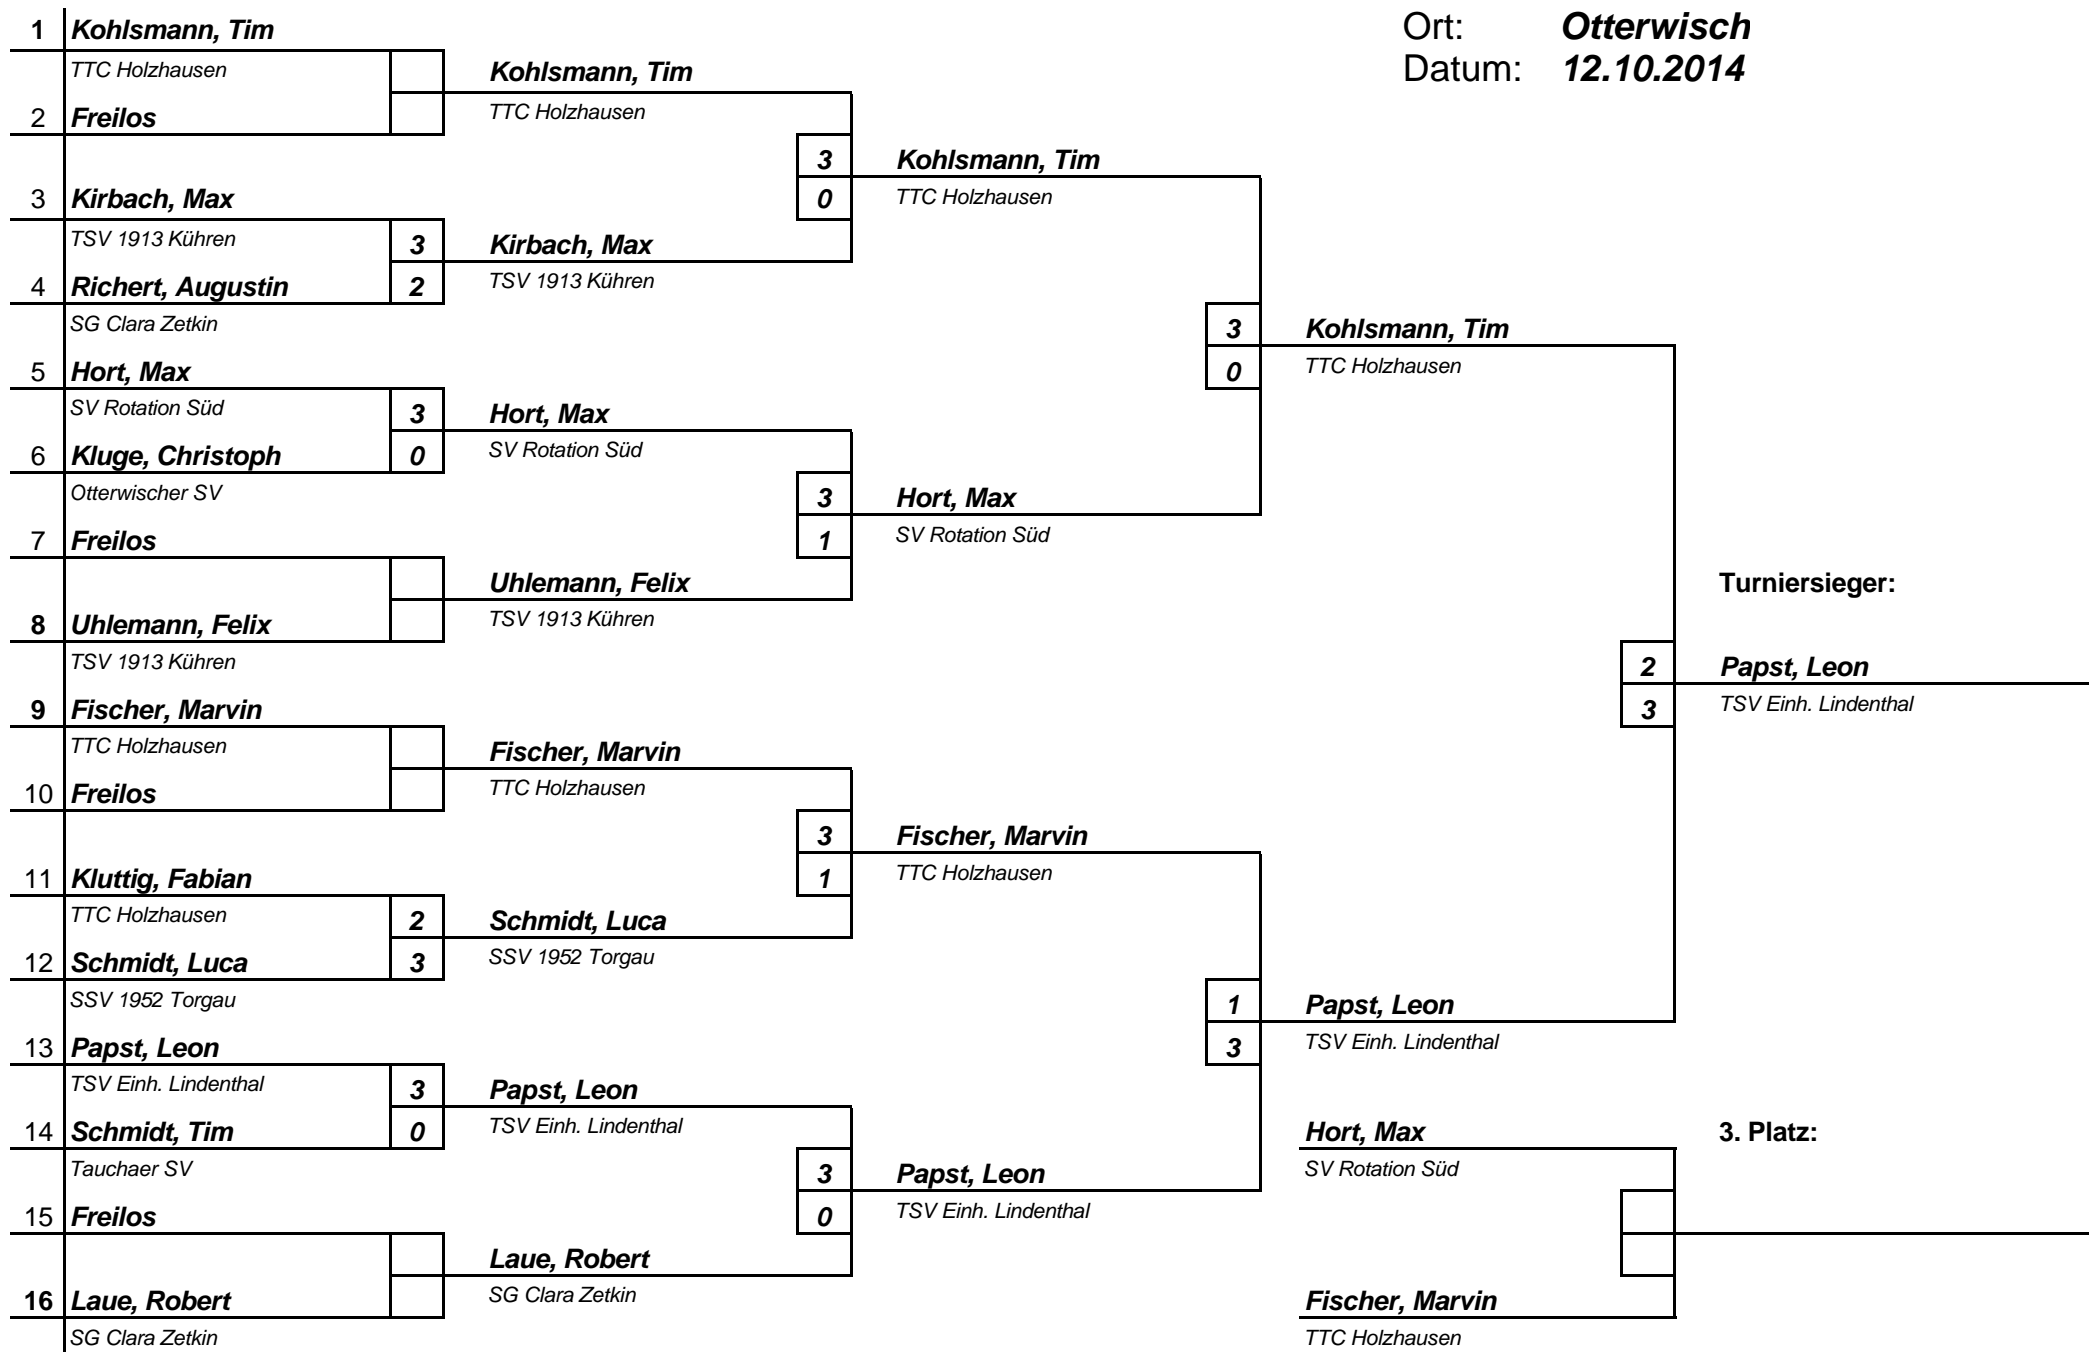 Ort: Otterwisch
Datum: 12.10.2014
1 Kohlsmann, Tim
TTC Holzhausen
2 Freilos
3 Kirbach, Max
TSV 1913 Kühren
3
4 Richert, Augustin
2
SG Clara Zetkin
5 Hort, Max
SV Rotation Süd
3
6 Kluge, Christoph
0
Otterwischer SV
7 Freilos
8 Uhlemann, Felix
TSV 1913 Kühren
9 Fischer, Marvin
TTC Holzhausen
10 Freilos
11 Kluttig, Fabian
TTC Holzhausen
2
12 Schmidt, Luca
3
SSV 1952 Torgau
13 Papst, Leon
TSV Einh. Lindenthal
3
14 Schmidt, Tim
0
Tauchaer SV
15 Freilos
16 Laue, Robert
SG Clara Zetkin
Kohlsmann, Tim
TTC Holzhausen
3
0
Kirbach, Max
TSV 1913 Kühren
Hort, Max
SV Rotation Süd
3
1
Uhlemann, Felix
TSV 1913 Kühren
Fischer, Marvin
TTC Holzhausen
3
1
Schmidt, Luca
SSV 1952 Torgau
Papst, Leon
TSV Einh. Lindenthal
3
0
Laue, Robert
SG Clara Zetkin
Kohlsmann, Tim
TTC Holzhausen
3
0
Hort, Max
SV Rotation Süd
Fischer, Marvin
TTC Holzhausen
1
3
Papst, Leon
TSV Einh. Lindenthal
Kohlsmann, Tim
TTC Holzhausen
2
3
Papst, Leon
TSV Einh. Lindenthal
Turniersieger:
Papst, Leon
TSV Einh. Lindenthal
Hort, Max
SV Rotation Süd
3. Platz:
Fischer, Marvin
TTC Holzhausen